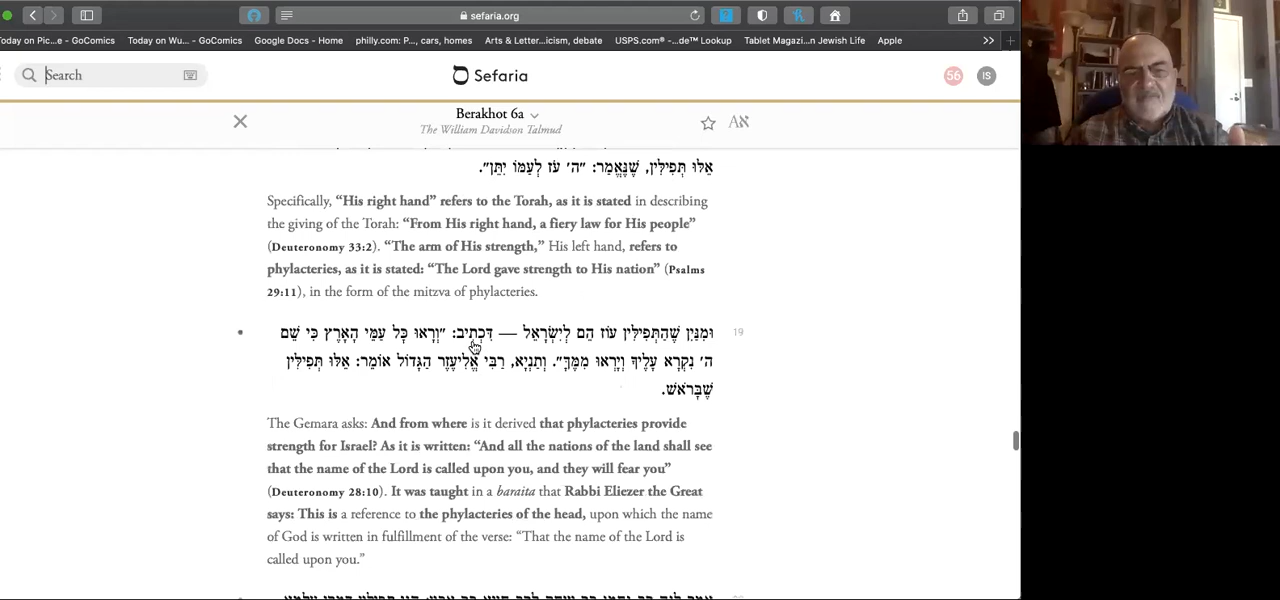 sefaria.org
Today on Pic...e - GoComics Today on Wu... - GoComics Google Docs - Home philly.com: P..., cars, homes Arts & Letter...icism, debate USPS.com® -...de™ Lookup Tablet Magazi...n Jewish Life Apple
Search
Sefaria
56 IS
Berakhot 6a
The William Davidson Talmud
Aא
אֵלּוּ תְּפִילִּין, שֶׁנֶּאֱמַר: ״ה׳ עֹז לְעַמּוֹ יִתֵּן״.
Specifically, “His right hand” refers to the Torah, as it is stated in describing
the giving of the Torah: “From His right hand, a fiery law for His people”
(Deuteronomy 33:2). “The arm of His strength,” His left hand, refers to
phylacteries, as it is stated: “The Lord gave strength to His nation” (Psalms
29:11), in the form of the mitzva of phylacteries.
וּמִנַּיִן שֶׁהַתְּפִילִּין עוֹז הֵם לְיִשְׂרָאֵל — דִּכְתִיב: ״וְרָאוּ כׇּל עַמֵּי הָאָרֶץ כִּי שֵׁם
19
ה׳ נִקְרָא עָלֶיךָ וְיָרְאוּ מִמֶּךָּ״. וְתַנְיָא, רַבִּי אֱלִיעֶזֶר הַגָּדוֹל אוֹמֵר: אֵלּוּ תְּפִילִּין
שֶׁבָּרֹאשׁ.
The Gemara asks: And from where is it derived that phylacteries provide
strength for Israel? As it is written: “And all the nations of the land shall see
that the name of the Lord is called upon you, and they will fear you”
(Deuteronomy 28:10). It was taught in a baraita that Rabbi Eliezer the Great
says: This is a reference to the phylacteries of the head, upon which the name
of God is written in fulfillment of the verse: “That the name of the Lord is
called upon you.”